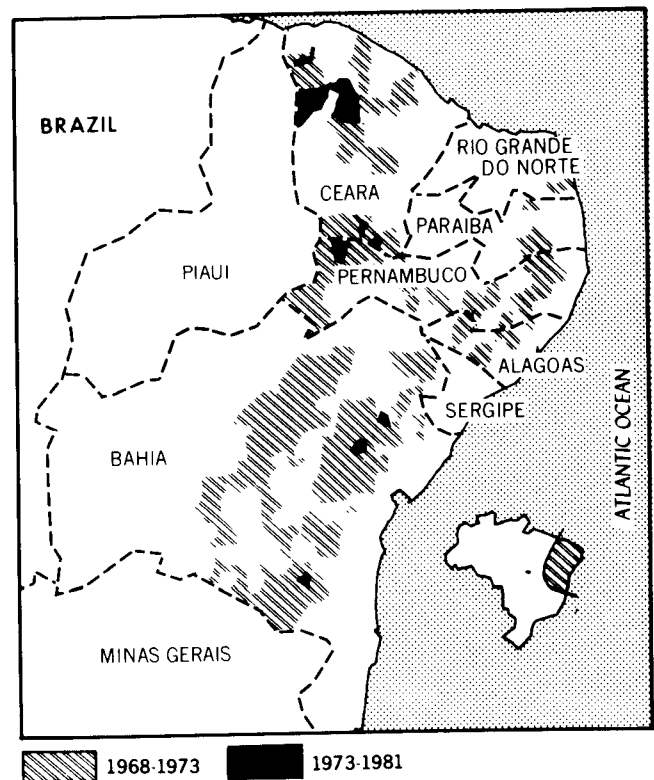 BRAZIL
RIO GRANDE
DO NORTE
CEARA
PARAIBA
PIAUI
PERNAMBUCO
ALAGOAS
SERGIPE
BAHIA
ATLANTIC OCEAN
MINAS GERAIS
1968-1973
1973-1981